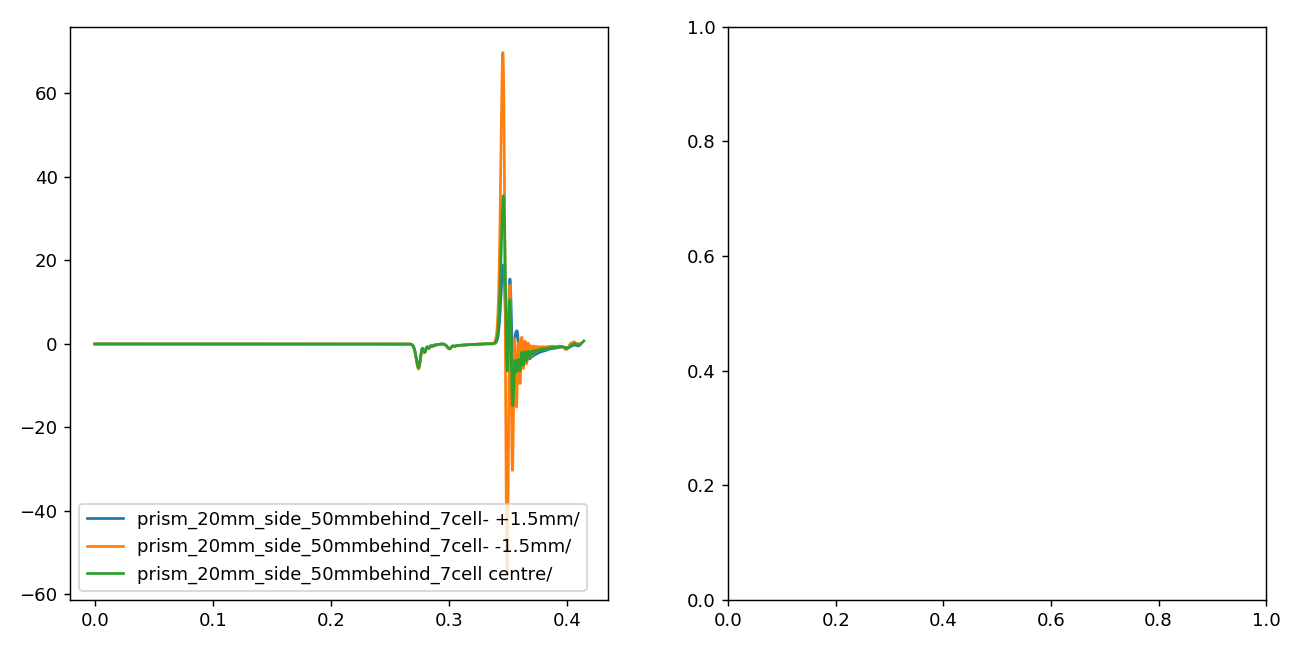 60
40
20
0
−20
−40
−60
0.0 0.1 0.2 0.3 0.4
prism_20mm_side_50mmbehind_7cell- +1.5mm/
prism_20mm_side_50mmbehind_7cell- -1.5mm/
prism_20mm_side_50mmbehind_7cell centre/
1.0
0.8
0.6
0.4
0.2
0.0
0.0 0.2 0.4 0.6 0.8 1.0